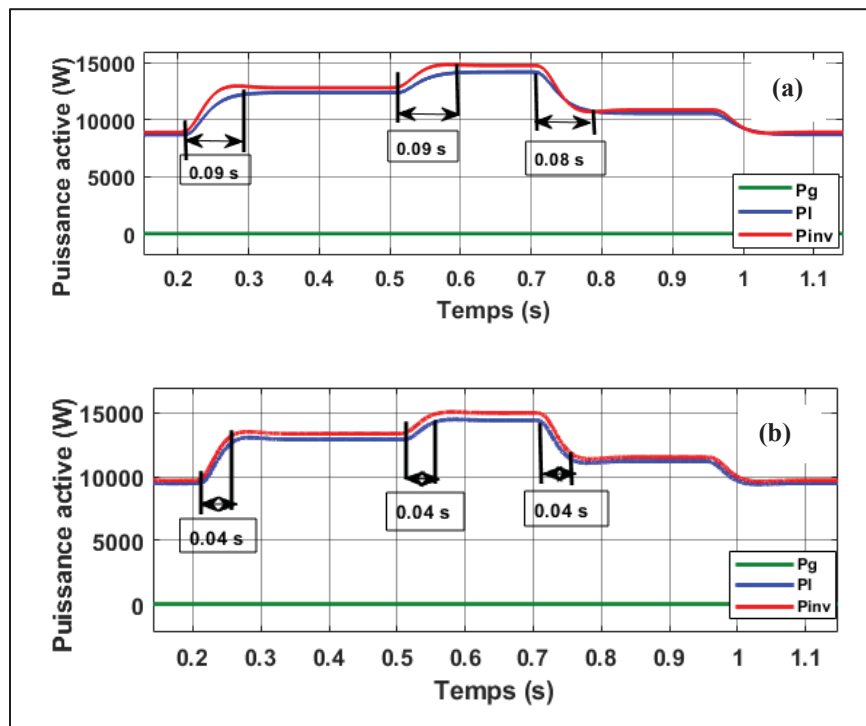 (a)
Puissance active (W)
15000
10000
5000
0
0.09 s
0.09 s
0.08 s
Pg
Pl
Pinv
0.2 0.3 0.4 0.5 0.6 0.7 0.8 0.9 1 1.1
Temps (s)
(b)
Puissance active (W)
15000
10000
5000
0
0.04 s
0.04 s
0.04 s
Pg
Pl
Pinv
0.2 0.3 0.4 0.5 0.6 0.7 0.8 0.9 1 1.1
Temps (s)